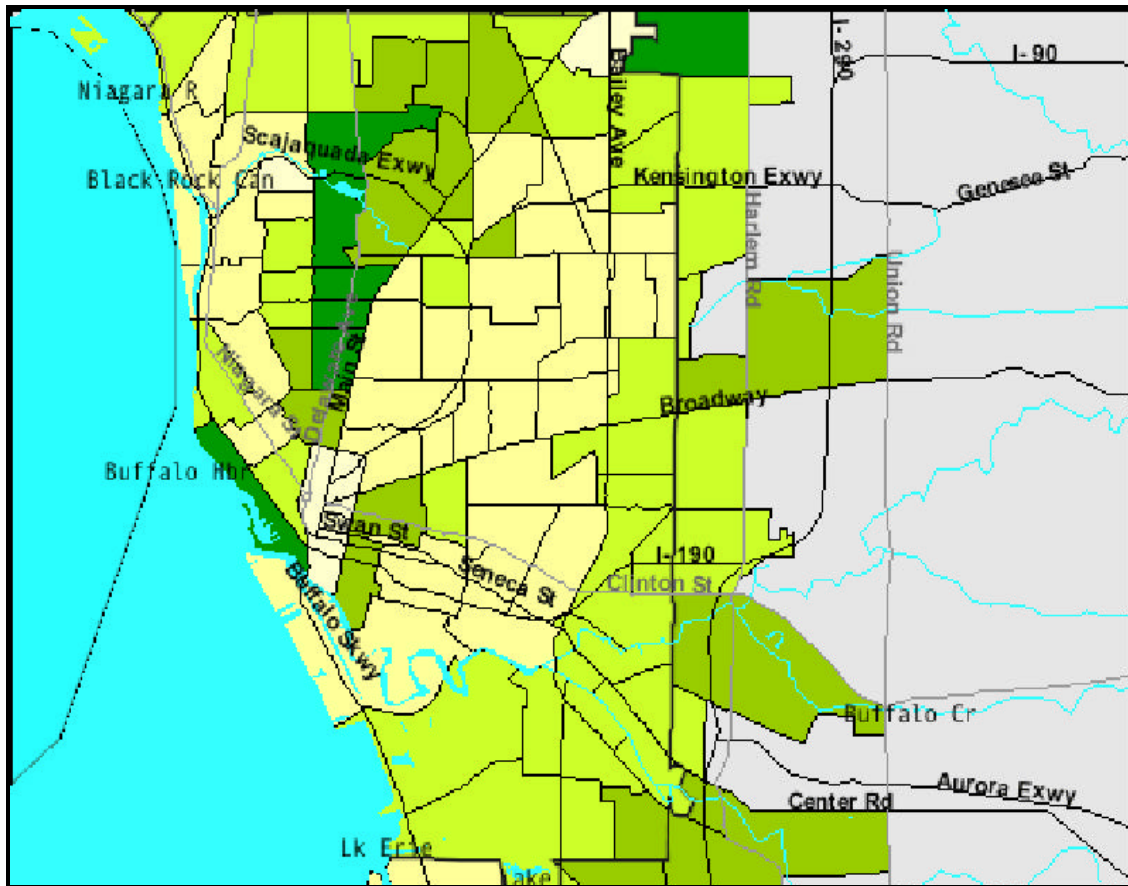 I-90
I-290
Bailey Ave
Niagara R
Scajaquada Exwy
Black Rock Can
Kensington Exwy
Genesee St
Harlem Rd
Union Rd
Niagara St
Main St
Delaware
Broadway
Buffalo Hbr
Swan St
I-190
Seneca St
Clinton St
Buffalo Skwy
Buffalo Cr
Aurora Exwy
Center Rd
Lk Erie
Lake